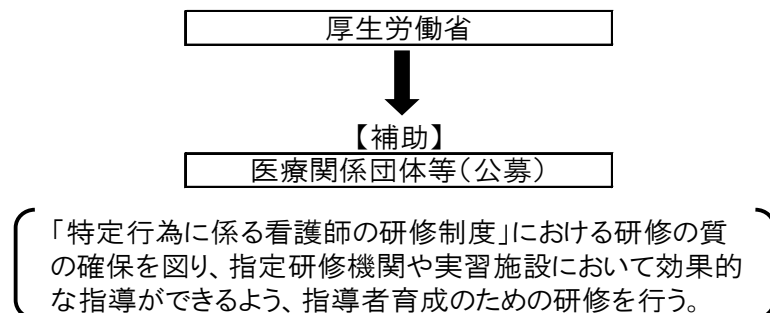 厚生労働省
【補助】
医療関係団体等(公募)
「特定行為に係る看護師の研修制度」における研修の質
の確保を図り、指定研修機関や実習施設において効果的
な指導ができるよう、指導者育成のための研修を行う。